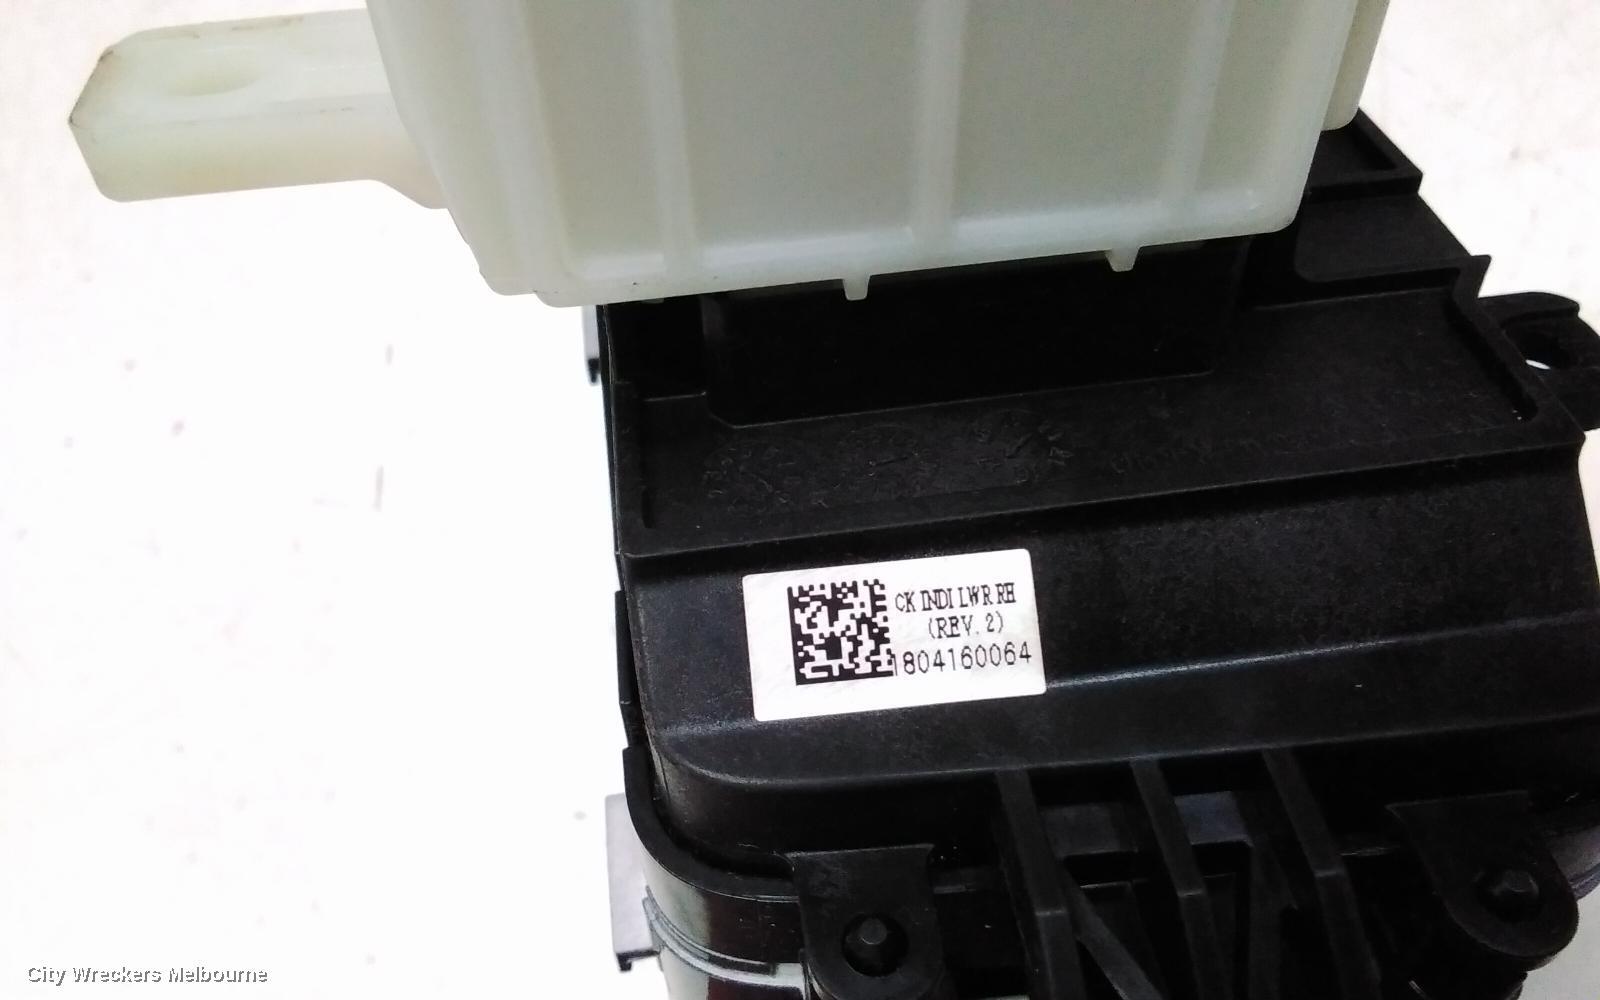 CK INDI LWR RH
(REV. 2)
1804160064
City Wreckers Melbourne